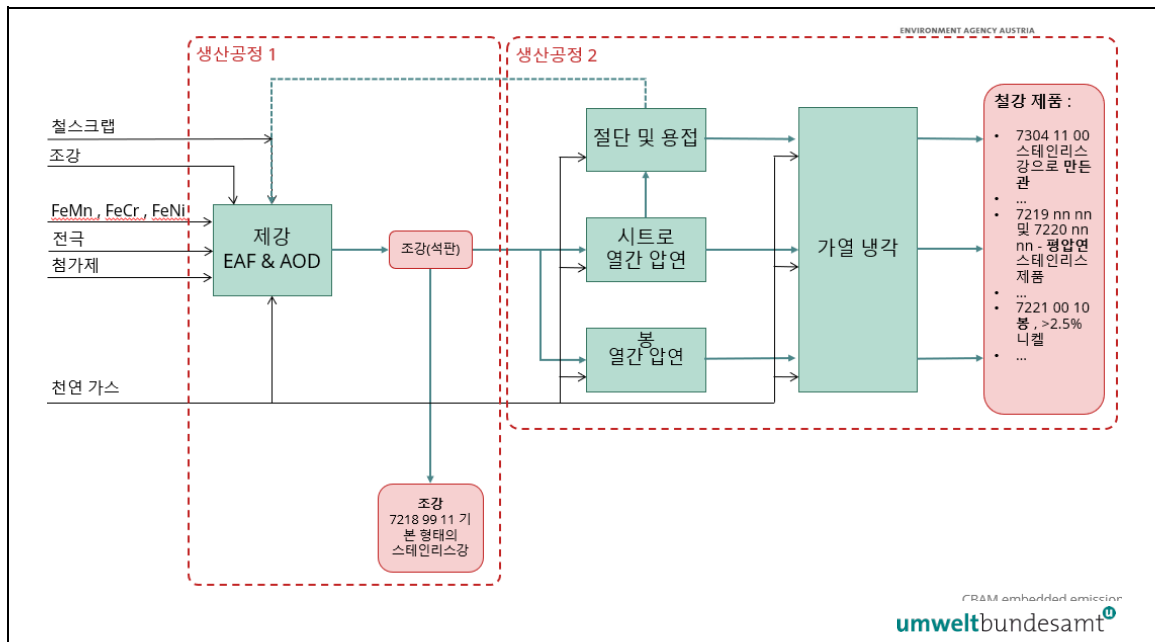 ENVIRONMENT AGENCY AUSTRIA
생산공정 1
생산공정 2
철스크랩
조강
FeMn , FeCr , FeNi
전극
첨가제
천연 가스
제강
EAF & AOD
조강(석판)
조강
7218 99 11 기
본 형태의
스테인리스강
절단 및 용접
시트로
열간 압연
봉
열간 압연
가열 냉각
철강 제품 :
• 7304 11 00
스테인리스
강으로 만든
관
• ...
• 7219 nn nn
및 7220 nn
nn - 평압연
스테인리스
제품
• ...
• 7221 00 10
봉 , >2.5%
니켈
• ...
CBAM embedded emission
umweltbundesamt
u